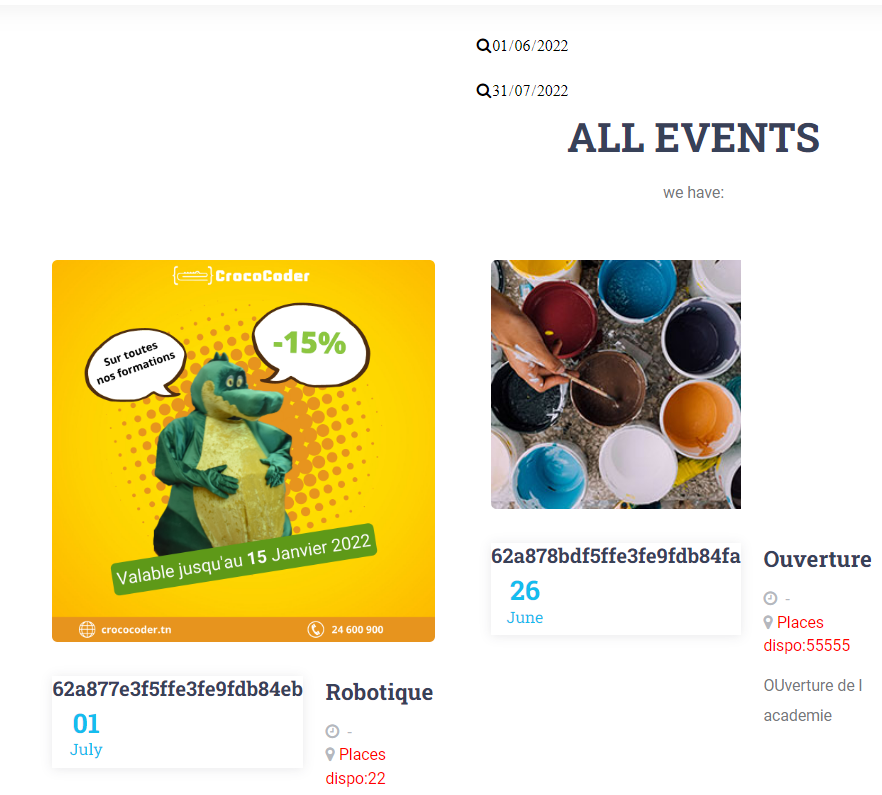 01/06/2022
31/07/2022
ALL EVENTS
we have:
CrocoCoder
Sur toutes
nos formations
-15%
Valable jusqu'au 15 Janvier 2022
crococoder.tn
24 600 900
62a877e3f5ffe3fe9fdb84eb
01
July
Robotique
-
Places
dispo:22
62a878bdf5ffe3fe9fdb84fa
26
June
Ouverture
-
Places
dispo:55555
OUverture de l
academie